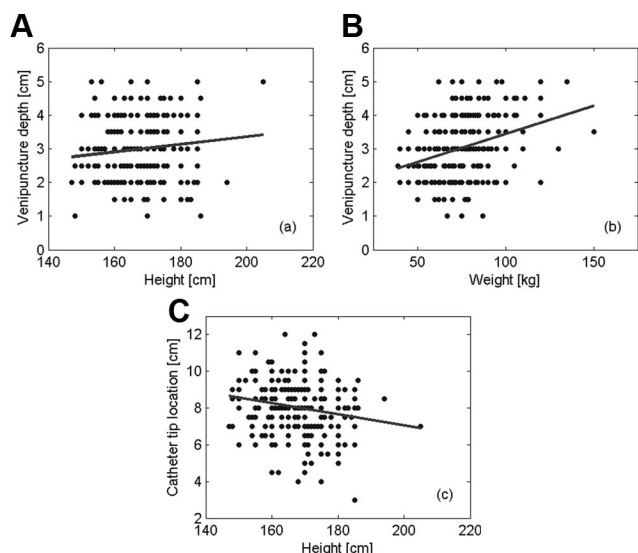 A
Venipuncture depth [cm]
6
5
4
3
2
1
0
140 160 180 200 220
Height [cm]
(a)
B
Venipuncture depth [cm]
6
5
4
3
2
1
0
50 100 150
Weight [kg]
(b)
C
Catheter tip location [cm]
12
10
8
6
4
2
140 160 180 200 220
Height [cm]
(c)